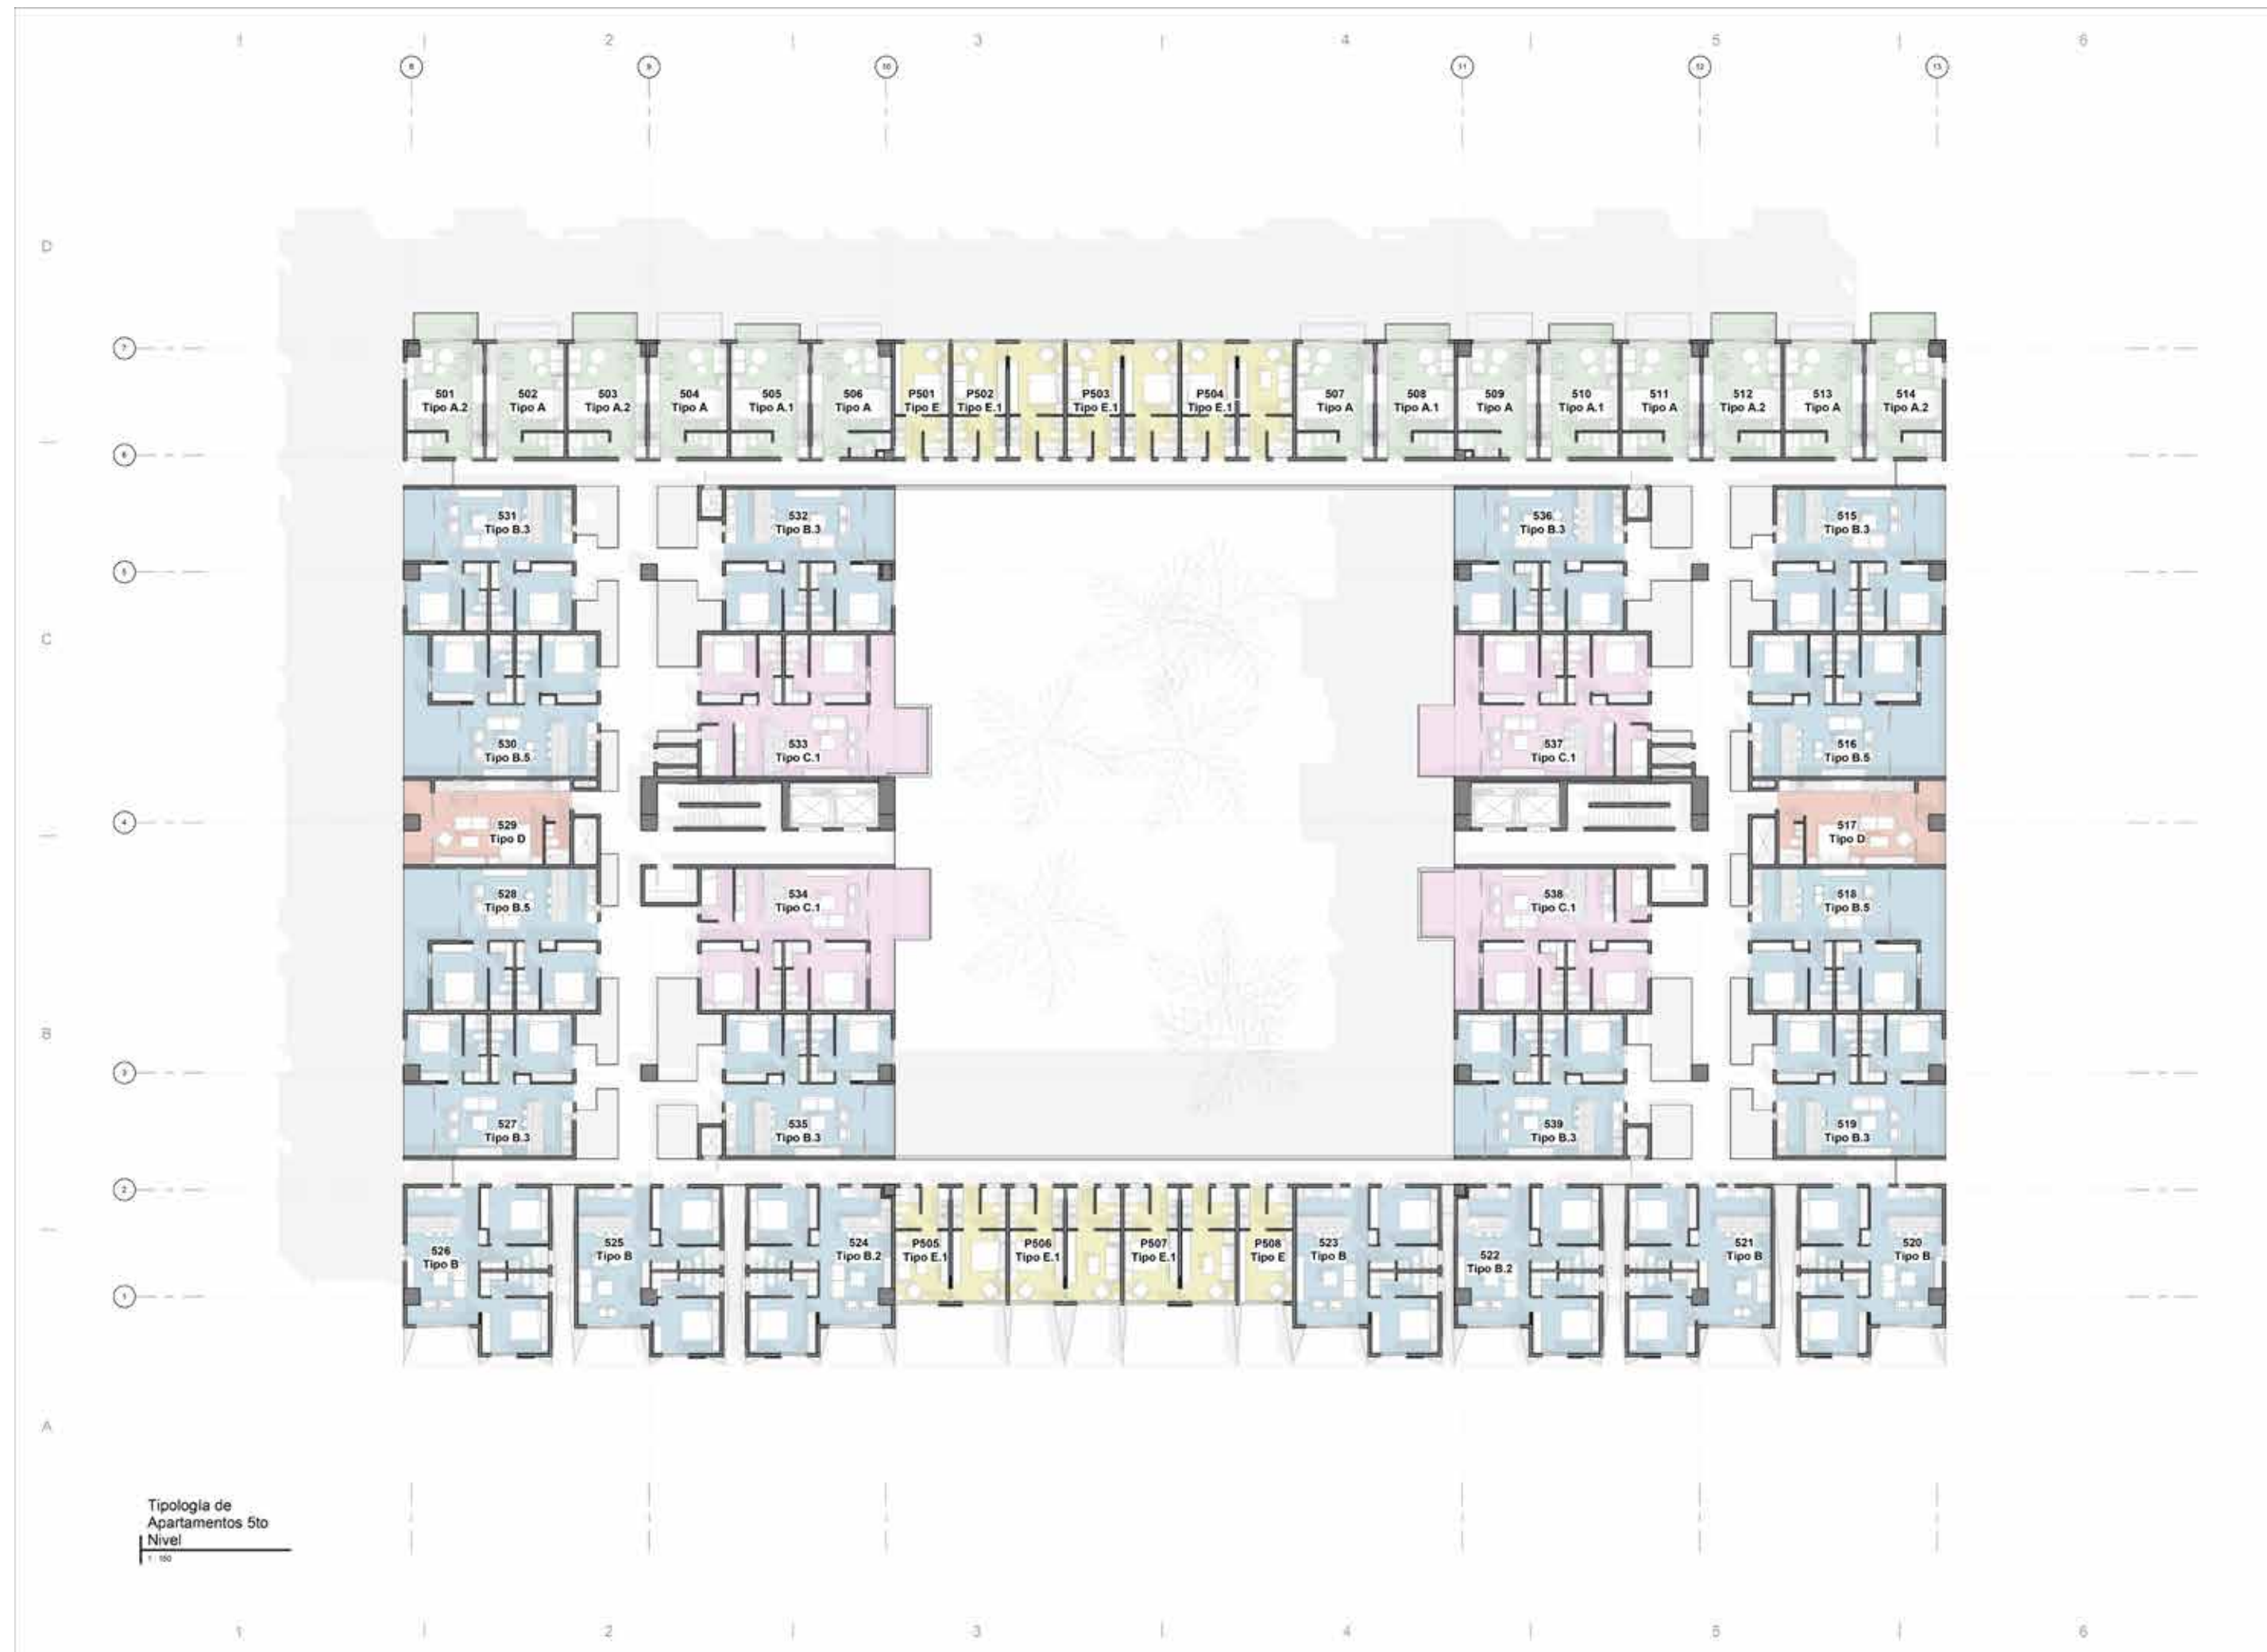 1 2 3 4 5 6
8 9 10 11 12 13
D
7
501 502 503 504 505 506 P501 P502 P503 P504 507 508 509 510 511 512 513 514
Tipo A.2 Tipo A Tipo A.2 Tipo A Tipo A.1 Tipo A Tipo E Tipo E.1 Tipo E.1 Tipo E.1 Tipo A Tipo A.1 Tipo A Tipo A.1 Tipo A Tipo A.2 Tipo A Tipo A.2
6
531 532 536 515
Tipo B.3 Tipo B.3 Tipo B.3 Tipo B.3
5
C
530 533 537 516
Tipo B.5 Tipo C.1 Tipo C.1 Tipo B.5
4
529 517
Tipo D Tipo D
528 534 538 518
Tipo B.5 Tipo C.1 Tipo C.1 Tipo B.5
B
3
527 535 539 519
Tipo B.3 Tipo B.3 Tipo B.3 Tipo B.3
2
526 525 524 P505 P506 P507 P508 523 522 521 520
Tipo B Tipo B Tipo B.2 Tipo E.1 Tipo E.1 Tipo E.1 Tipo E Tipo B Tipo B.2 Tipo B Tipo B
1
A
Tipología de
Apartamentos 5to
Nivel
1 : 150
1 2 3 4 5 6